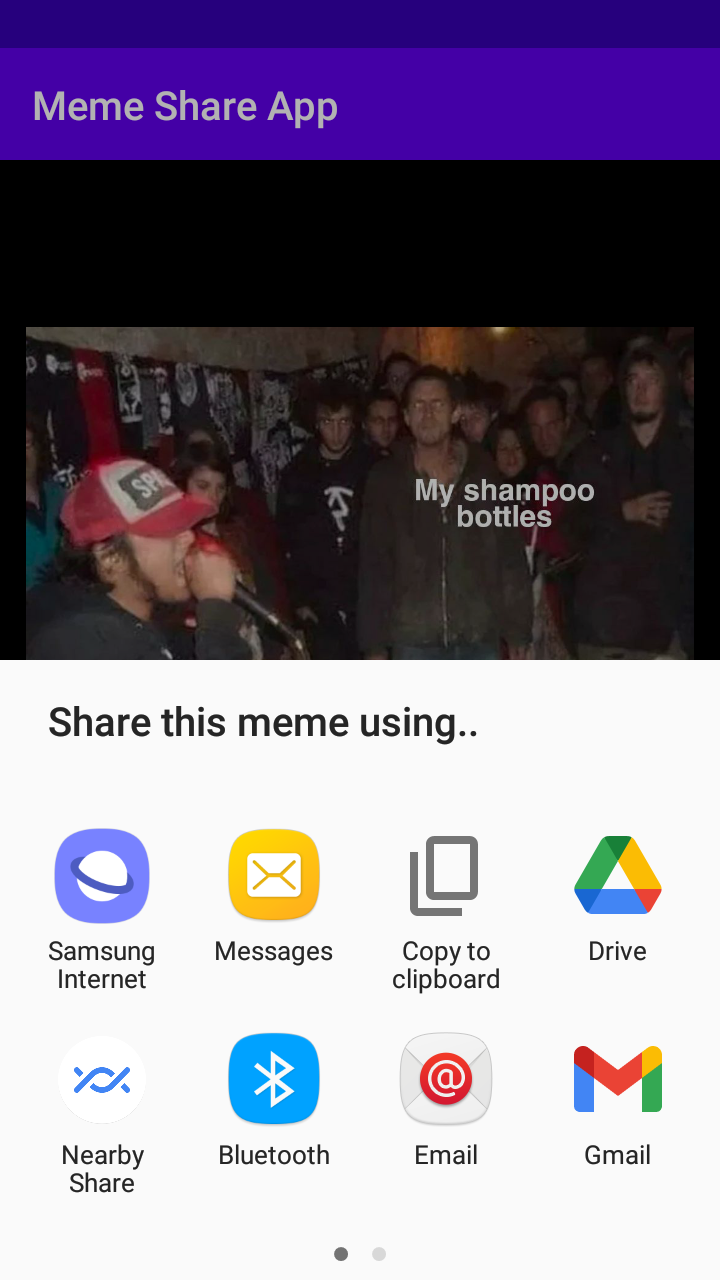 Meme Share App
My shampoo
bottles
Share this meme using..
Samsung
Internet
Messages
Copy to
clipboard
Drive
Nearby
Share
Bluetooth
Email
Gmail